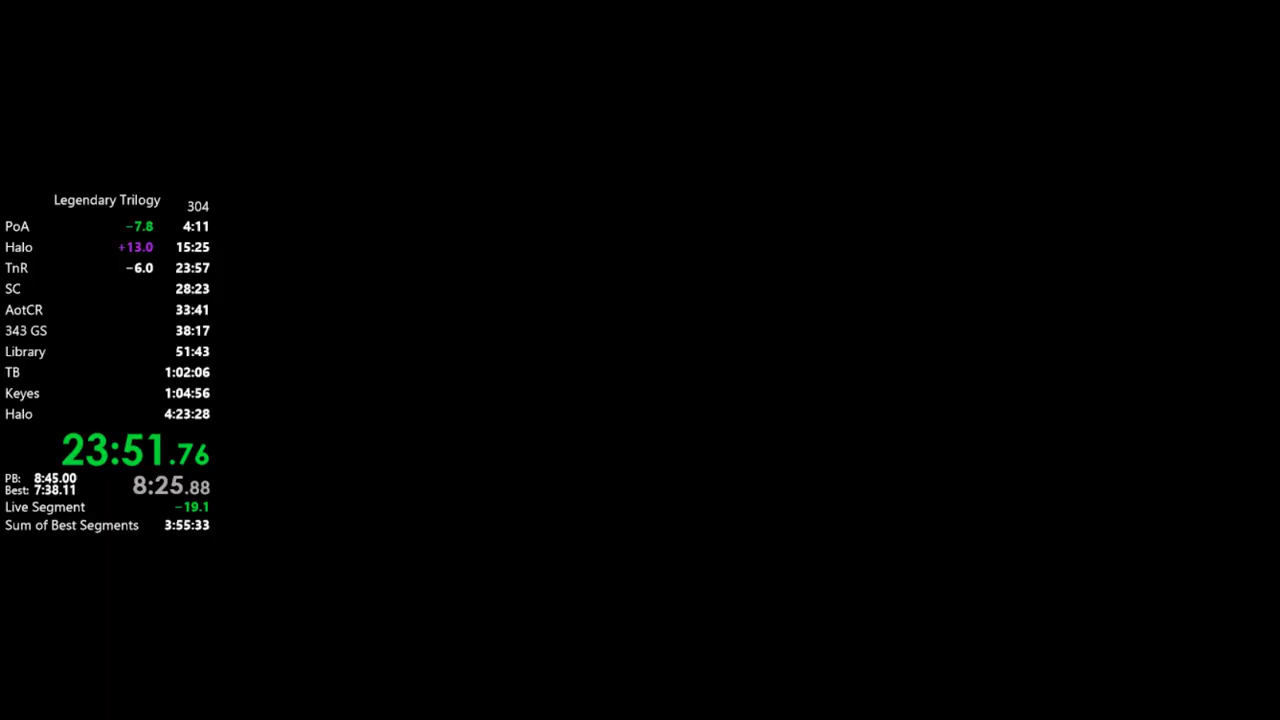 Legendary Trilogy 304
PoA −7.8 4:11
Halo +13.0 15:25
TnR −6.0 23:57
SC 28:23
AotCR 33:41
343 GS 38:17
Library 51:43
TB 1:02:06
Keyes 1:04:56
Halo 4:23:28
23:51.76
PB: 8:45.00
Best: 7:38.11 8:25.88
Live Segment −19.1
Sum of Best Segments 3:55:33